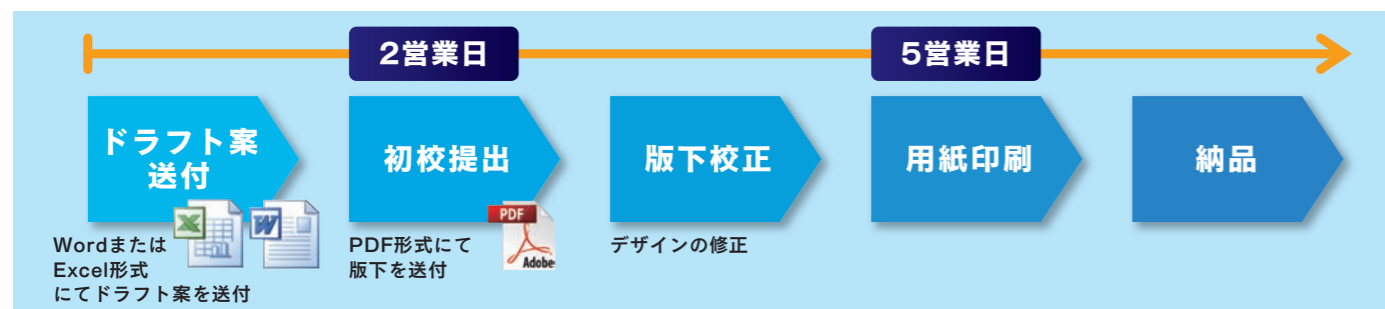 2営業日
5営業日
ドラフト案
送付
初校提出
版下校正
用紙印刷
納品
X
W
PDF
Adobe
Wordまたは
Excel形式
にてドラフト案を送付
PDF形式にて
版下を送付
デザインの修正